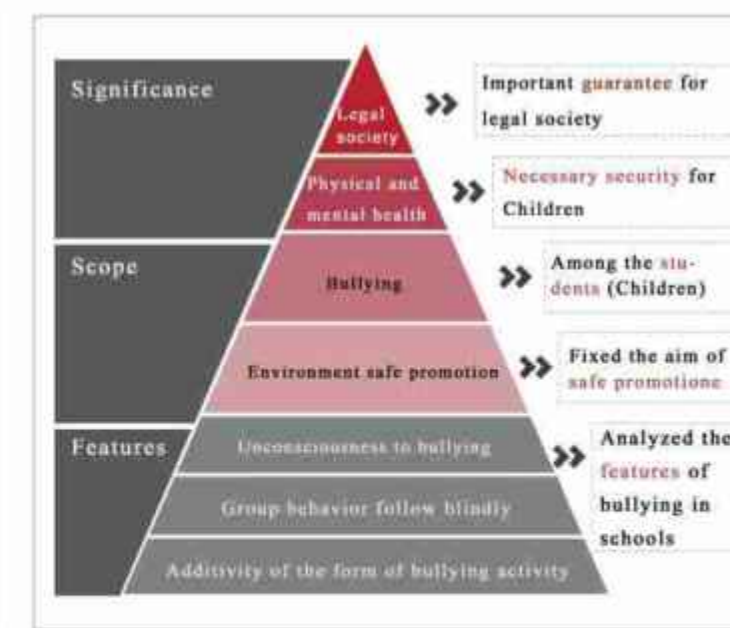 Significance
Legal
society
Important guarantee for
legal society
Physical and
mental health
Necessary security for
Children
Scope
Bullying
Among the stu-
dents (Children)
Environment safe promotion
Fixed the aim of
safe promotione
Features
Unconsciousness to bullying
Analyzed the
features of
bullying in
schools
Group behavior follow blindly
Additivity of the form of bullying activity